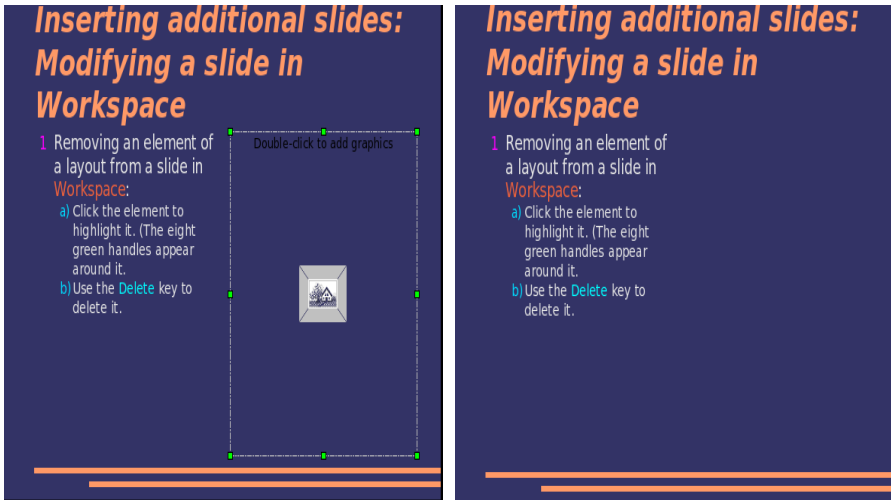 Inserting additional slides:
Modifying a slide in
Workspace
1 Removing an element of
a layout from a slide in
Workspace:
a) Click the element to
highlight it. (The eight
green handles appear
around it.
b) Use the Delete key to
delete it.
Double-click to add graphics
Inserting additional slides:
Modifying a slide in
Workspace
1 Removing an element of
a layout from a slide in
Workspace:
a) Click the element to
highlight it. (The eight
green handles appear
around it.
b) Use the Delete key to
delete it.